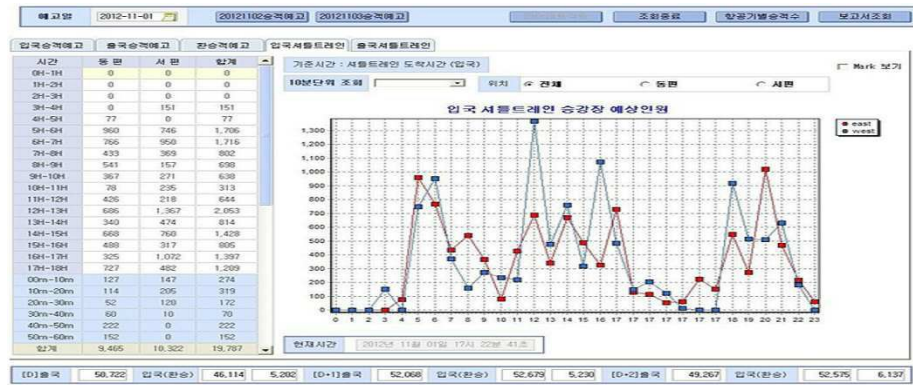 예고일 2012-11-01 20121102승객예고 20121103승객예고 조회종료 항공기별승객수 보고서조회
입국승객예고 출국승객예고 환승객예고 입국셔틀트레인 출국셔틀트레인
시간 동 편 서 편 합계
0H-1H 0 0 0
1H-2H 0 0 0
2H-3H 0 0 0
3H-4H 0 151 151
4H-5H 77 0 77
5H-6H 960 746 1,706
6H-7H 766 950 1,716
7H-8H 433 369 802
8H-9H 541 157 698
9H-10H 367 271 638
10H-11H 78 235 313
11H-12H 426 218 644
12H-13H 686 1,367 2,053
13H-14H 340 474 814
14H-15H 668 760 1,428
15H-16H 488 317 805
16H-17H 325 1,072 1,397
17H-18H 727 482 1,209
00m-10m 127 147 274
10m-20m 114 205 319
20m-30m 52 120 172
30m-40m 60 10 70
40m-50m 222 0 222
50m-60m 152 0 152
합계 9,465 10,322 19,787
기준시간 : 셔틀트레인 도착시간 (입국)
Mark 보기
10분단위 조회 위치 전체 동편 서편
입국 셔틀트레인 승강장 예상인원
east
west
1,300
1,200
1,100
1,000
900
800
700
600
500
400
300
200
100
0
0 1 2 3 4 5 6 7 8 9 10 11 12 13 14 15 16 17 17 17 17 17 17 17 18 19 20 21 22 23
현재시간 2012년 11월 01일 17시 22분 41초
[D]출국 50,722 입국(환승) 46,114 5,202 [D+1]출국 52,068 입국(환승) 52,679 5,230 [D+2]출국 49,267 입국(환승) 52,575 6,137